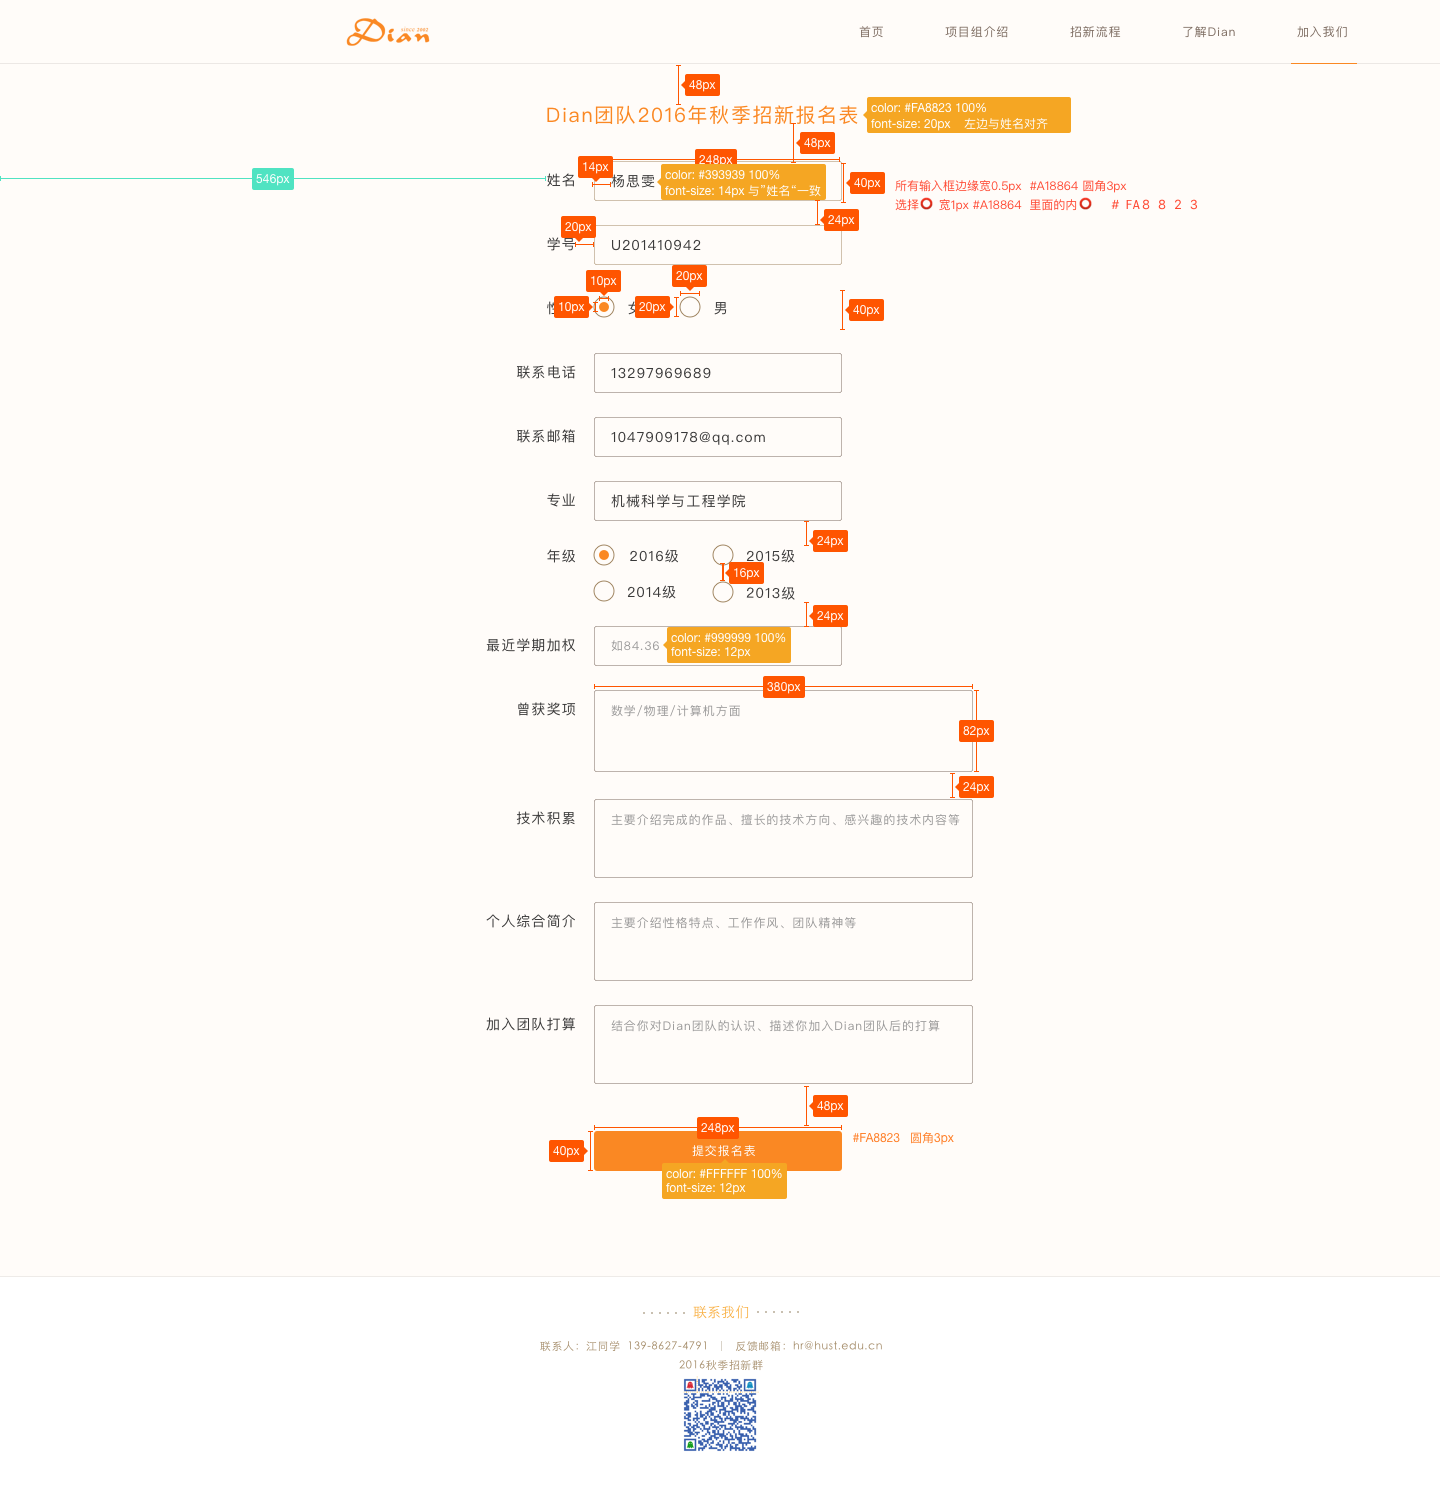 Dian
首页
项目组介绍
招新流程
了解Dian
加入我们
48px
Dian团队2016年秋季招新报名表
color: #FA8823 100%
font-size: 20px 左边与姓名对齐
48px
248px
14px
546px
姓名
杨思雯
color: #393939 100%
font-size: 14px 与"姓名“一致
40px
所有输入框边缘宽0.5px #A18864 圆角3px
选择 宽1px #A18864 里面的内 # FA8 8 2 3
24px
20px
学号
U201410942
10px
20px
10px
20px
男
40px
联系电话
13297969689
联系邮箱
1047909178@qq.com
专业
机械科学与工程学院
24px
年级
2016级
2015级
16px
2014级
2013级
24px
最近学期加权
如84.36
color: #999999 100%
font-size: 12px
380px
曾获奖项
数学/物理/计算机方面
82px
24px
技术积累
主要介绍完成的作品、擅长的技术方向、感兴趣的技术内容等
个人综合简介
主要介绍性格特点、工作作风、团队精神等
加入团队打算
结合你对Dian团队的认识、描述你加入Dian团队后的打算
48px
248px
#FA8823 圆角3px
40px
提交报名表
color: #FFFFFF 100%
font-size: 12px
······ 联系我们 ······
联系人：江同学 139-8627-4791 | 反馈邮箱：hr@hust.edu.cn
2016秋季招新群